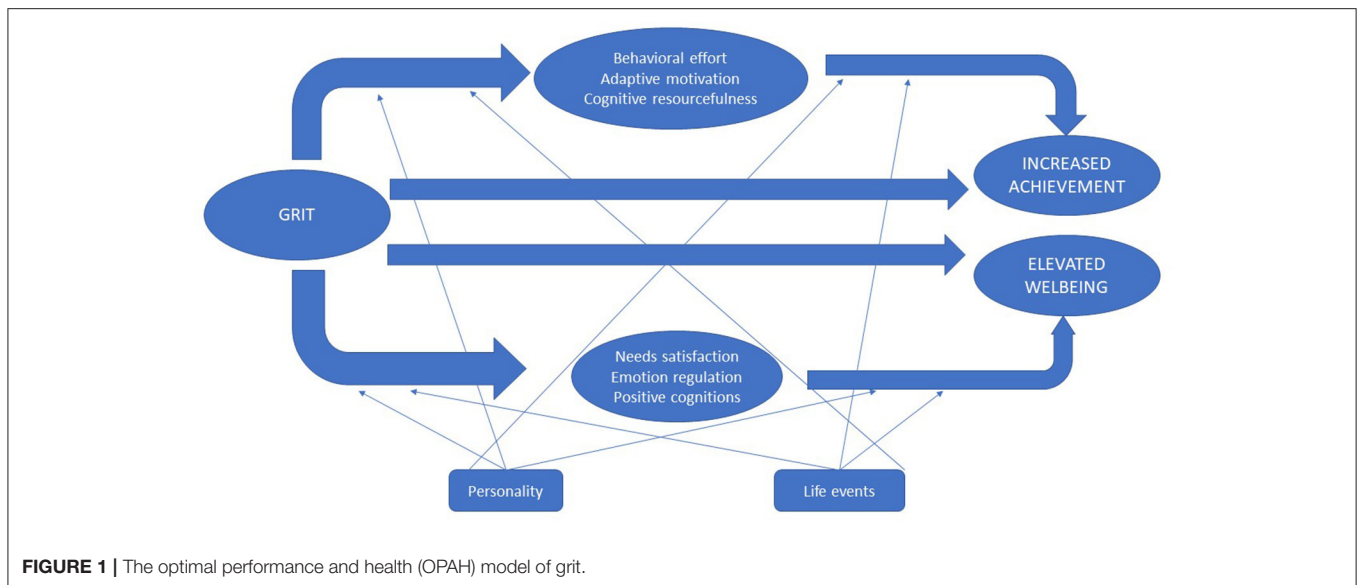 Behavioral effort
Adaptive motivation
Cognitive resourcefulness
INCREASED
ACHIEVEMENT
GRIT
ELEVATED
WELBEING
Needs satisfaction
Emotion regulation
Positive cognitions
Personality
Life events
FIGURE 1 | The optimal performance and health (OPAH) model of grit.